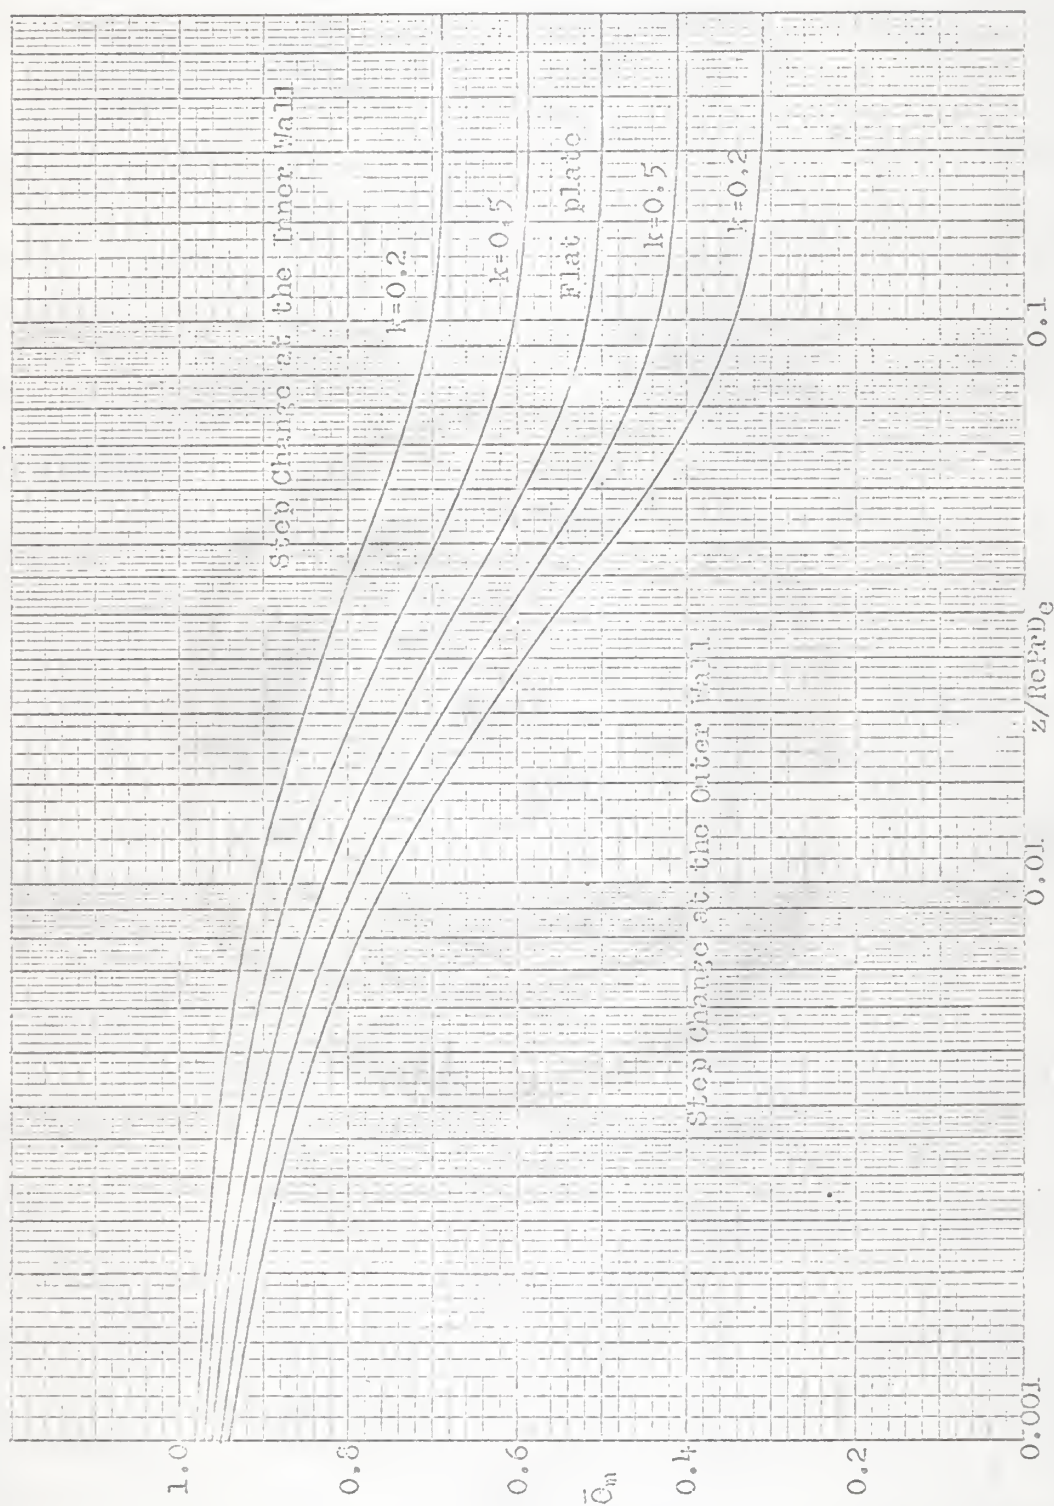 Step Change at the Inner Wall
k=0.2
k=0.5
Flat plate
k=0.5
k=0.2
Step Change at the Outer Wall
1.0
0.8
0.6
0.4
0.2
0.001
0.01
0.1
z/RePrD_e